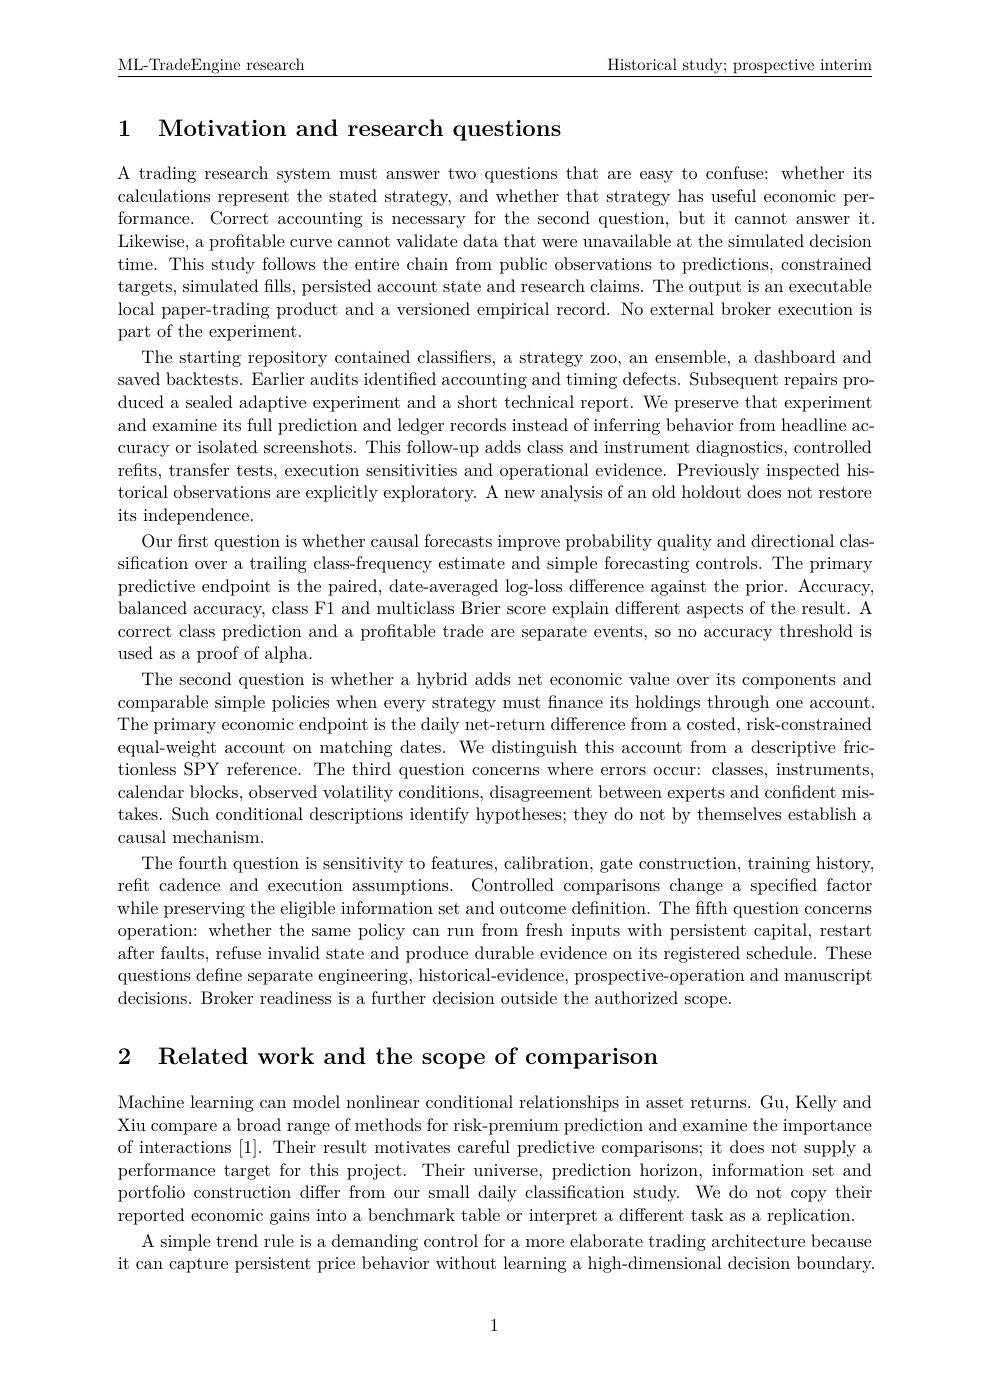 ML-TradeEngine research Historical study; prospective interim
1 Motivation and research questions
A trading research system must answer two questions that are easy to confuse: whether its
calculations represent the stated strategy, and whether that strategy has useful economic per-
formance. Correct accounting is necessary for the second question, but it cannot answer it.
Likewise, a profitable curve cannot validate data that were unavailable at the simulated decision
time. This study follows the entire chain from public observations to predictions, constrained
targets, simulated fills, persisted account state and research claims. The output is an executable
local paper-trading product and a versioned empirical record. No external broker execution is
part of the experiment.
The starting repository contained classifiers, a strategy zoo, an ensemble, a dashboard and
saved backtests. Earlier audits identified accounting and timing defects. Subsequent repairs pro-
duced a sealed adaptive experiment and a short technical report. We preserve that experiment
and examine its full prediction and ledger records instead of inferring behavior from headline ac-
curacy or isolated screenshots. This follow-up adds class and instrument diagnostics, controlled
refits, transfer tests, execution sensitivities and operational evidence. Previously inspected his-
torical observations are explicitly exploratory. A new analysis of an old holdout does not restore
its independence.
Our first question is whether causal forecasts improve probability quality and directional clas-
sification over a trailing class-frequency estimate and simple forecasting controls. The primary
predictive endpoint is the paired, date-averaged log-loss difference against the prior. Accuracy,
balanced accuracy, class F1 and multiclass Brier score explain different aspects of the result. A
correct class prediction and a profitable trade are separate events, so no accuracy threshold is
used as a proof of alpha.
The second question is whether a hybrid adds net economic value over its components and
comparable simple policies when every strategy must finance its holdings through one account.
The primary economic endpoint is the daily net-return difference from a costed, risk-constrained
equal-weight account on matching dates. We distinguish this account from a descriptive fric-
tionless SPY reference. The third question concerns where errors occur: classes, instruments,
calendar blocks, observed volatility conditions, disagreement between experts and confident mis-
takes. Such conditional descriptions identify hypotheses; they do not by themselves establish a
causal mechanism.
The fourth question is sensitivity to features, calibration, gate construction, training history,
refit cadence and execution assumptions. Controlled comparisons change a specified factor
while preserving the eligible information set and outcome definition. The fifth question concerns
operation: whether the same policy can run from fresh inputs with persistent capital, restart
after faults, refuse invalid state and produce durable evidence on its registered schedule. These
questions define separate engineering, historical-evidence, prospective-operation and manuscript
decisions. Broker readiness is a further decision outside the authorized scope.
2 Related work and the scope of comparison
Machine learning can model nonlinear conditional relationships in asset returns. Gu, Kelly and
Xiu compare a broad range of methods for risk-premium prediction and examine the importance
of interactions [1]. Their result motivates careful predictive comparisons; it does not supply a
performance target for this project. Their universe, prediction horizon, information set and
portfolio construction differ from our small daily classification study. We do not copy their
reported economic gains into a benchmark table or interpret a different task as a replication.
A simple trend rule is a demanding control for a more elaborate trading architecture because
it can capture persistent price behavior without learning a high-dimensional decision boundary.
1